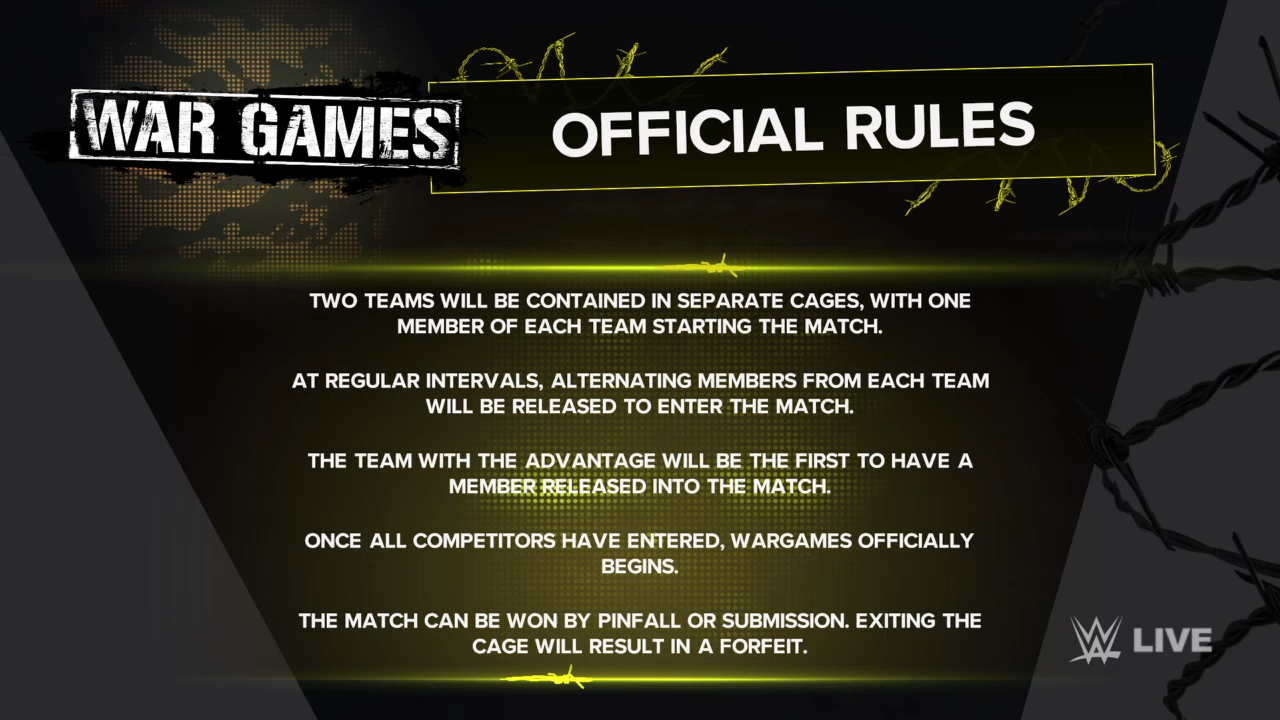 WAR GAMES
OFFICIAL RULES
TWO TEAMS WILL BE CONTAINED IN SEPARATE CAGES, WITH ONE
MEMBER OF EACH TEAM STARTING THE MATCH.
AT REGULAR INTERVALS, ALTERNATING MEMBERS FROM EACH TEAM
WILL BE RELEASED TO ENTER THE MATCH.
THE TEAM WITH THE ADVANTAGE WILL BE THE FIRST TO HAVE A
MEMBER RELEASED INTO THE MATCH.
ONCE ALL COMPETITORS HAVE ENTERED, WARGAMES OFFICIALLY
BEGINS.
THE MATCH CAN BE WON BY PINFALL OR SUBMISSION. EXITING THE
CAGE WILL RESULT IN A FORFEIT.
W LIVE